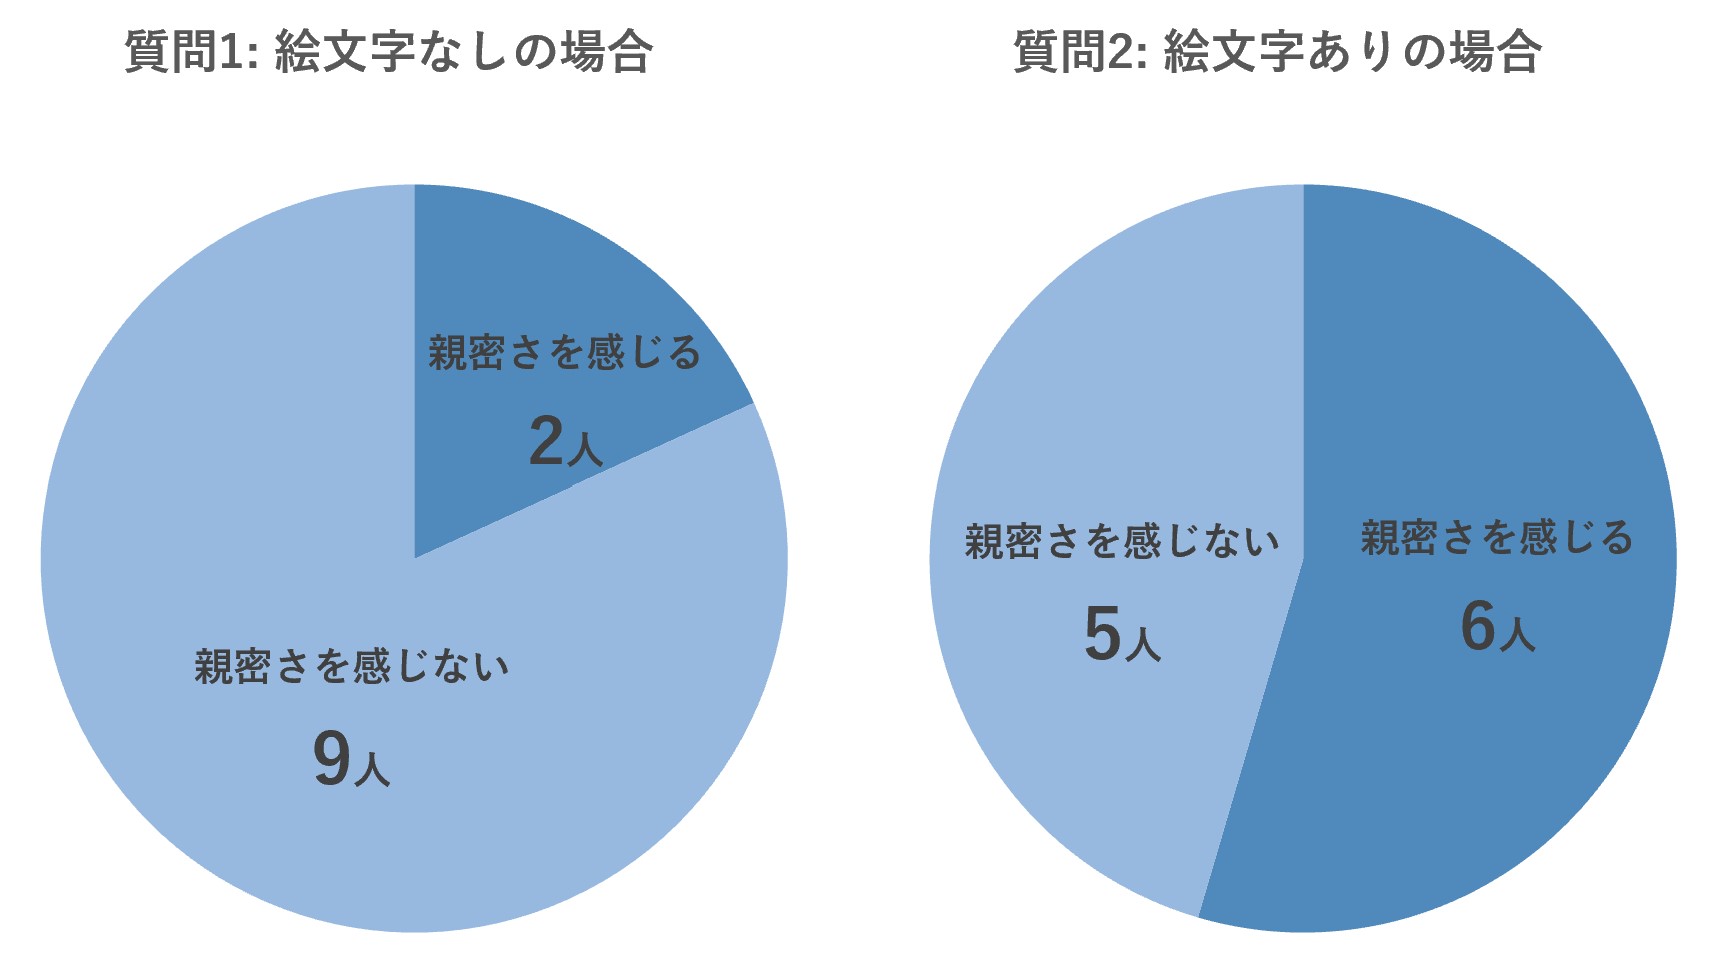 質問1: 絵文字なしの場合
親密さを感じる
2人
親密さを感じない
9人
質問2: 絵文字ありの場合
親密さを感じない
5人
親密さを感じる
6人